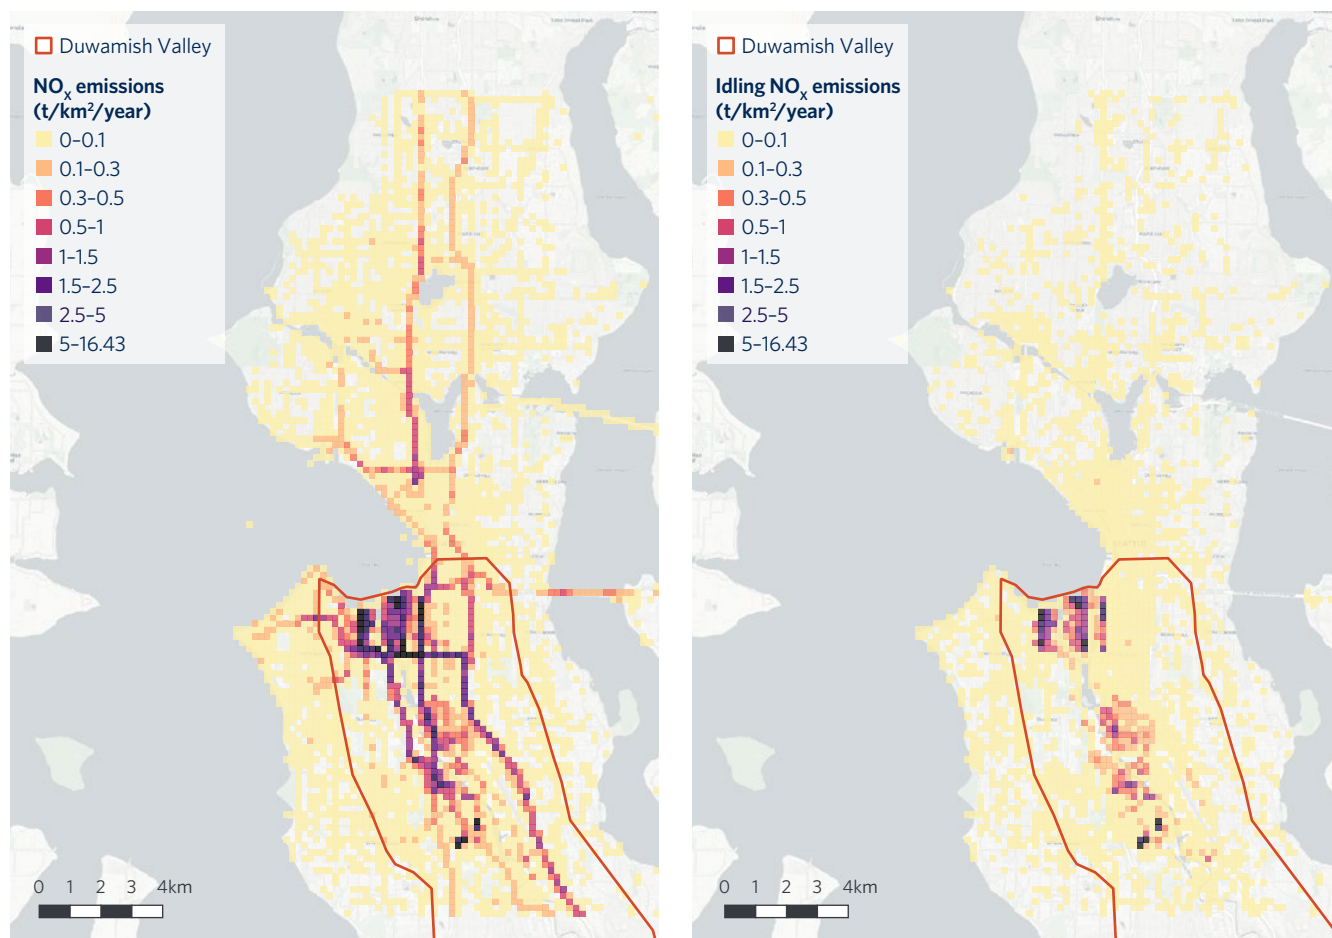 Duwamish Valley
NOx emissions
(t/km²/year)
0–0.1
0.1–0.3
0.3–0.5
0.5–1
1–1.5
1.5–2.5
2.5–5
5–16.43
0 1 2 3 4km
Duwamish Valley
Idling NOx emissions
(t/km²/year)
0–0.1
0.1–0.3
0.3–0.5
0.5–1
1–1.5
1.5–2.5
2.5–5
5–16.43
0 1 2 3 4km